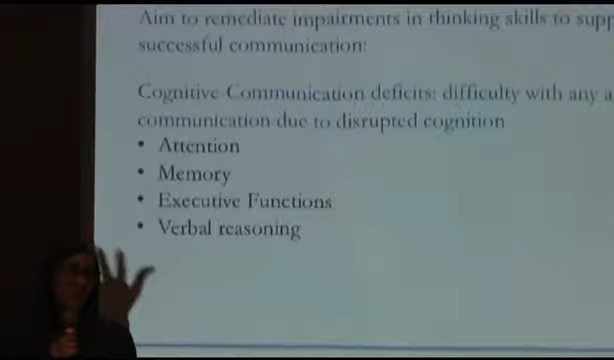 Aim to remediate impairments in thinking skills to supp
successful communication:
Cognitive-Communication deficits: difficulty with any a
communication due to disrupted cognition
• Attention
• Memory
• Executive Functions
• Verbal reasoning